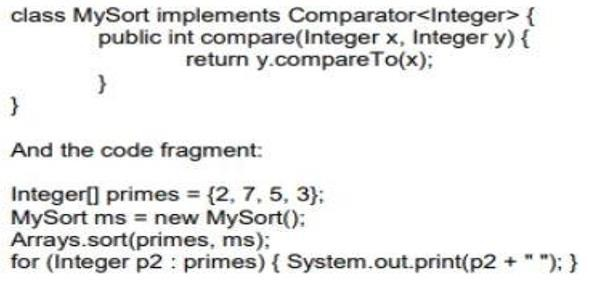 class MySort implements Comparator<Integer> {
public int compare(Integer x, Integer y) {
return y.compareTo(x);
}
}
And the code fragment:
Integer[] primes = {2, 7, 5, 3};
MySort ms = new MySort();
Arrays.sort(primes, ms);
for (Integer p2 : primes) { System.out.print(p2 + " "); }